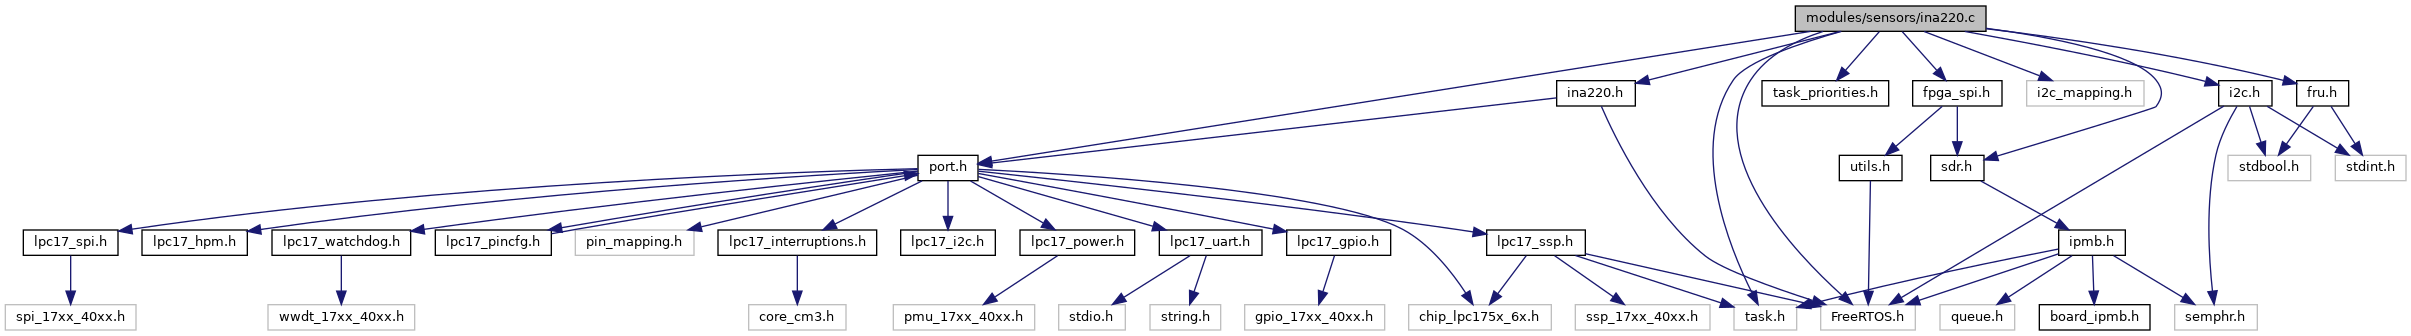 modules/sensors/ina220.c
ina220.h
task_priorities.h
fpga_spi.h
i2c_mapping.h
i2c.h
fru.h
port.h
utils.h
sdr.h
stdbool.h
stdint.h
lpc17_spi.h
lpc17_hpm.h
lpc17_watchdog.h
lpc17_pincfg.h
pin_mapping.h
lpc17_interruptions.h
lpc17_i2c.h
lpc17_power.h
lpc17_uart.h
lpc17_gpio.h
lpc17_ssp.h
ipmb.h
spi_17xx_40xx.h
wwdt_17xx_40xx.h
core_cm3.h
pmu_17xx_40xx.h
stdio.h
string.h
gpio_17xx_40xx.h
chip_lpc175x_6x.h
ssp_17xx_40xx.h
task.h
FreeRTOS.h
queue.h
board_ipmb.h
semphr.h